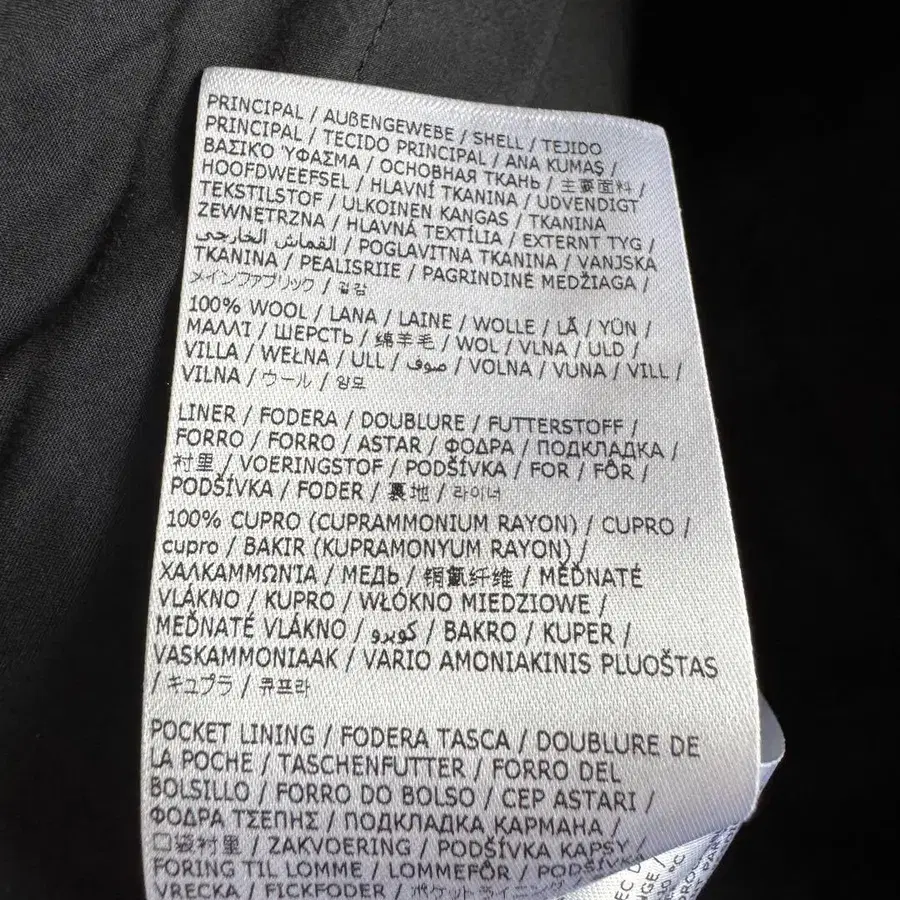 PRINCIPAL / AUßENGEWEBE / SHELL / TEJIDO
PRINCIPAL / TECIDO PRINCIPAL / ANA KUMAŞ /
ΒΑΣΙΚΟ ΎΦΑΣΜΑ / ОСНОВНАЯ ТКАНЬ / 主要面料 /
HOOFDWEEFSEL / HLAVNÍ TKANINA / UDVENDIGT
TEKSTILSTOF / ULKOINEN KANGAS / TKANINA
ZEWNĘTRZNA / HLAVNÁ TEXTÍLIA / EXTERNT TYG /
القماش الخارجي / POGLAVITNA TKANINA / VANJSKA
TKANINA / PEALISRIIE / PAGRINDINĖ MEDŽIAGA /
メインファブリック / 겉감
100% WOOL / LANA / LAINE / WOLLE / LÃ / YÜN /
ΜΑΛΛΊ / ШЕРСТЬ / 绵羊毛 / WOL / VLNA / ULD /
VILLA / WEŁNA / ULL / صوف / VOLNA / VUNA / VILL /
VILNA / ウール / 양모
LINER / FODERA / DOUBLURE / FUTTERSTOFF /
FORRO / FORRO / ASTAR / ΦΟΔΡΑ / ПОДКЛАДКА /
衬里 / VOERINGSTOF / PODŠÍVKA / FOR / FÔR /
PODŠÍVKA / FODER / 裏地 / 라이너
100% CUPRO (CUPRAMMONIUM RAYON) / CUPRO /
cupro / BAKIR (KUPRAMONYUM RAYON) /
ΧΑΛΚΑΜΜΩΝΊΑ / МЕДЬ / 铜氨纤维 / MĚĎNATÉ
VLÁKNO / KUPRO / WŁÓKNO MIEDZIOWE /
MEĎNATÉ VLÁKNO / كوبرو / BAKRO / KUPER /
VASKAMMONIAAK / VARIO AMONIAKINIS PLUOŠTAS
/ キュプラ / 큐프라
POCKET LINING / FODERA TASCA / DOUBLURE DE
LA POCHE / TASCHENFUTTER / FORRO DEL
BOLSILLO / FORRO DO BOLSO / CEP ASTARI /
ΦΟΔΡΑ ΤΣΕΠΗΣ / ПОДКЛАДКА КАРМАНА /
口袋衬里 / ZAKVOERING / PODŠÍVKA KAPSY /
FORING TIL LOMME / LOMMEFÔR /
VRECKA / FICKFODER / ポケットライニング